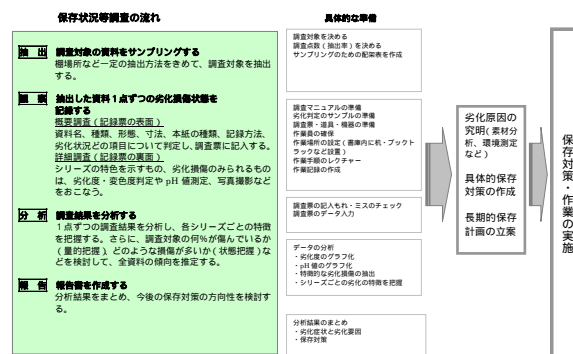 保存状況等調査の流れ
抽 出 調査対象の資料をサンプリングする
棚場所など一定の抽出方法をきめて、調査対象を抽出
する。
観 察 抽出した資料１点ずつの劣化損傷状態を
記録する
概要調査（記録票の表面）
資料名、種類、形態、寸法、本紙の種類、記録方法、
劣化状況どの項目について判定し、調査票に記入する。
詳細調査（記録票の裏面）
シリーズの特色を示すもの、劣化損傷のみられるもの
は、劣化度・変色度判定や pH 値測定、写真撮影など
をおこなう。
分 析 調査結果を分析する
１点ずつの調査結果を分析し、各シリーズごとの特徴
を把握する。さらに、調査対象の何%が傷んでいるか
（量的把握）、どのような損傷が多いか（状態把握）な
どを検討して、全資料の傾向を推定する。
報 告 報告書を作成する
分析結果をまとめ、今後の保存対策の方向性を検討す
る。
具体的な準備
調査対象を決める
調査点数（抽出率）を決める
サンプリングのための配架表を作成
調査マニュアルの準備
劣化判定のサンプルの準備
調査票・道具・機器の準備
作業員の確保
作業場所の設定（書庫内に机・ブックト
ラックなど設置）
作業手順のレクチャー
作業記録の作成
調査票の記入もれ・ミスのチェック
調査票のデータ入力
データの分析
・劣化度のグラフ化
・pH 値のグラフ化
・特徴的な劣化損傷の抽出
・シリーズごとの劣化の特徴を把握
分析結果のまとめ
・劣化症状と劣化要因
・保存対策
劣化原因の
究明（素材分
析、環境測定
など）
具体的保存
対策の作成
長期的保存
計画の立案
保存対策・作業の実施